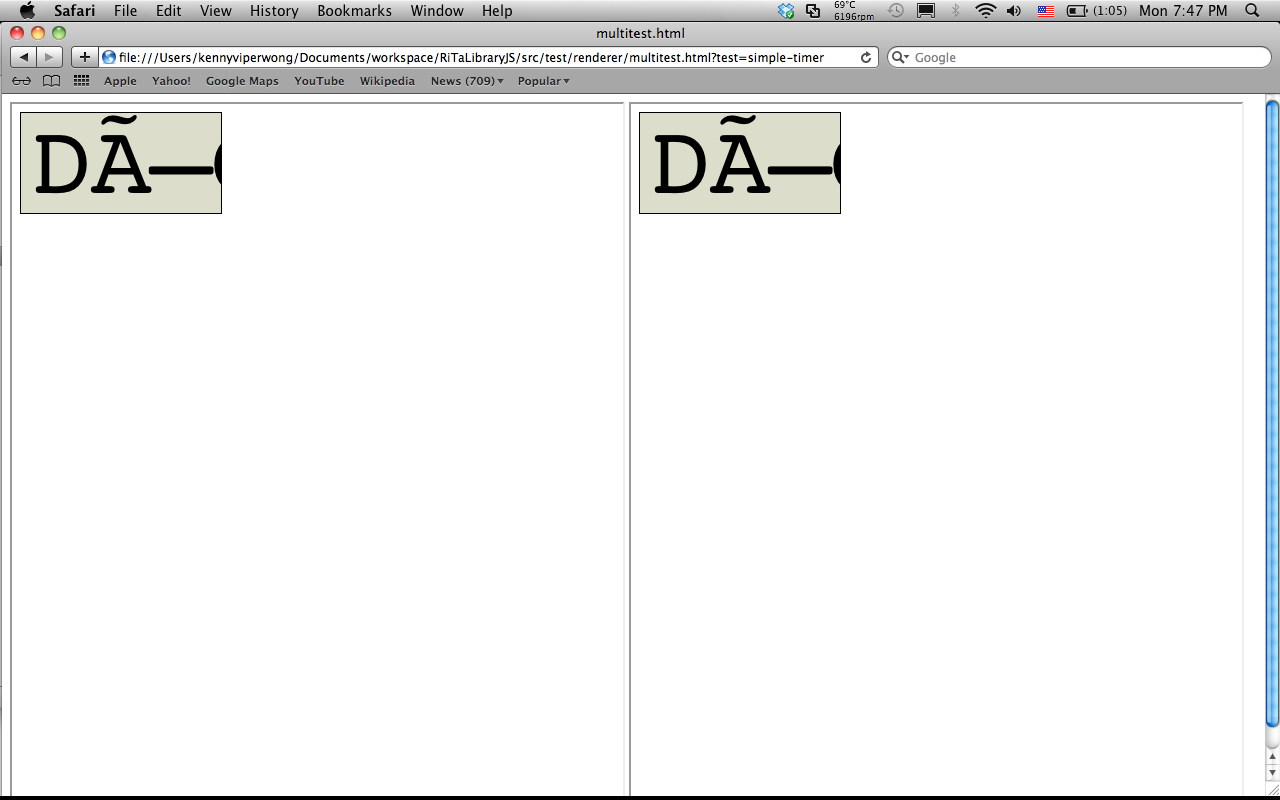 Safari File Edit View History Bookmarks Window Help 69°C 6196rpm (1:05) Mon 7:47 PM
multitest.html
file:///Users/kennyviperwong/Documents/workspace/RiTaLibraryJS/src/test/renderer/multitest.html?test=simple-timer Google
Apple Yahoo! Google Maps YouTube Wikipedia News (709) Popular
DÃ— DÃ—